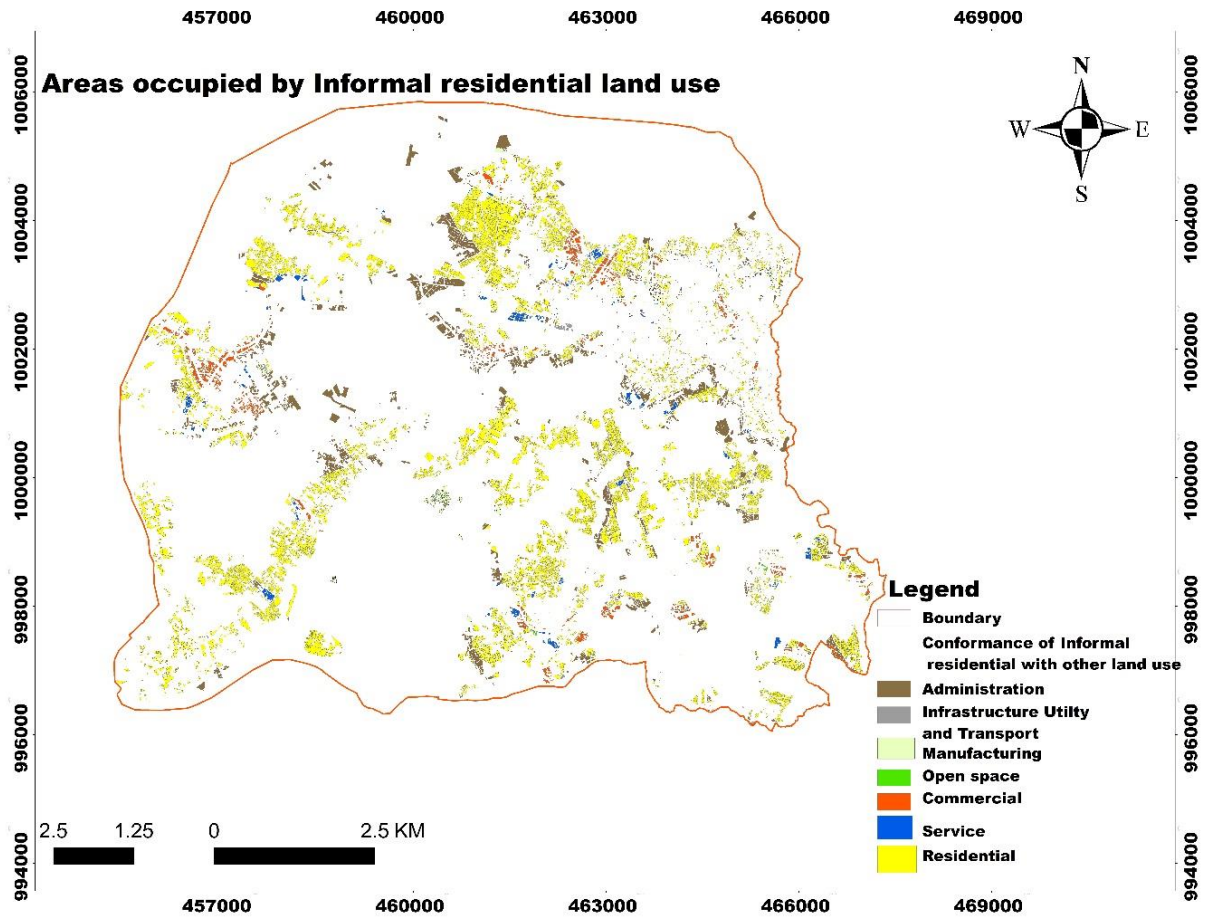 457000 460000 463000 466000 469000
Areas occupied by Informal residential land use
N
W E
S
1006000 1006000
1004000 1004000
1002000 1002000
1000000 1000000
998000 998000
996000 996000
994000 994000
Legend
Boundary
Conformance of Informal
residential with other land use
Administration
Infrastructure Utilty
and Transport
Manufacturing
Open space
Commercial
Service
Residential
2.5 1.25 0 2.5 KM
457000 460000 463000 466000 469000